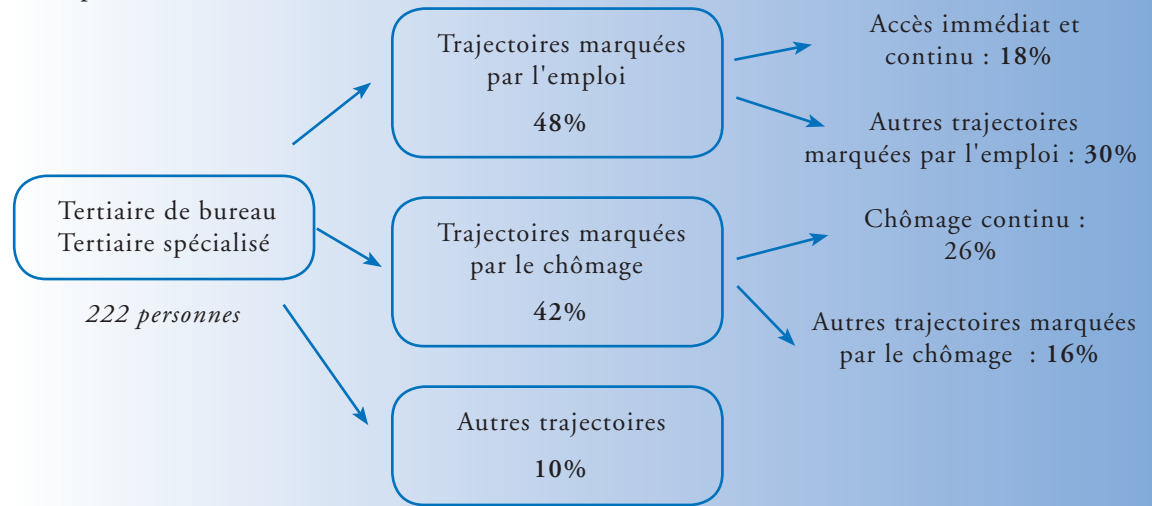 Tertiaire de bureau
Tertiaire spécialisé
222 personnes
Trajectoires marquées
par l'emploi
48%
Accès immédiat et
continu : 18%
Autres trajectoires
marquées par l'emploi : 30%
Trajectoires marquées
par le chômage
42%
Chômage continu :
26%
Autres trajectoires marquées
par le chômage : 16%
Autres trajectoires
10%